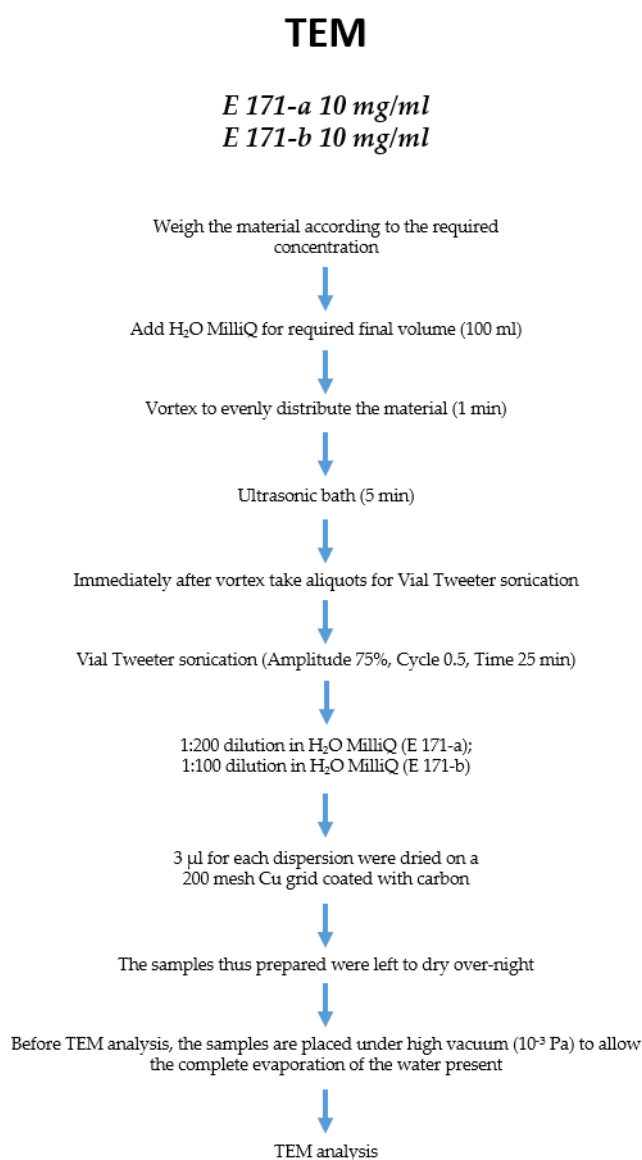 TEM
E 171-a 10 mg/ml
E 171-b 10 mg/ml
Weigh the material according to the required
concentration
Add H₂O MilliQ for required final volume (100 ml)
Vortex to evenly distribute the material (1 min)
Ultrasonic bath (5 min)
Immediately after vortex take aliquots for Vial Tweeter sonication
Vial Tweeter sonication (Amplitude 75%, Cycle 0.5, Time 25 min)
1:200 dilution in H₂O MilliQ (E 171-a);
1:100 dilution in H₂O MilliQ (E 171-b)
3 µl for each dispersion were dried on a
200 mesh Cu grid coated with carbon
The samples thus prepared were left to dry over-night
Before TEM analysis, the samples are placed under high vacuum (10⁻³ Pa) to allow
the complete evaporation of the water present
TEM analysis